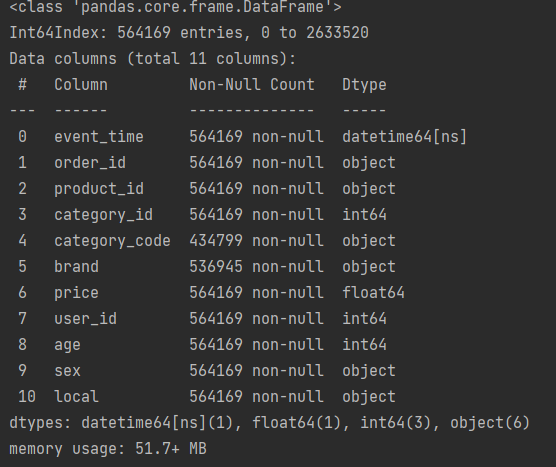 <class 'pandas.core.frame.DataFrame'>
Int64Index: 564169 entries, 0 to 2633520
Data columns (total 11 columns):
 #   Column         Non-Null Count   Dtype
---  ------         --------------   -----
 0   event_time     564169 non-null  datetime64[ns]
 1   order_id       564169 non-null  object
 2   product_id     564169 non-null  object
 3   category_id    564169 non-null  int64
 4   category_code  434799 non-null  object
 5   brand          536945 non-null  object
 6   price          564169 non-null  float64
 7   user_id        564169 non-null  int64
 8   age            564169 non-null  int64
 9   sex            564169 non-null  object
 10  local          564169 non-null  object
dtypes: datetime64[ns](1), float64(1), int64(3), object(6)
memory usage: 51.7+ MB